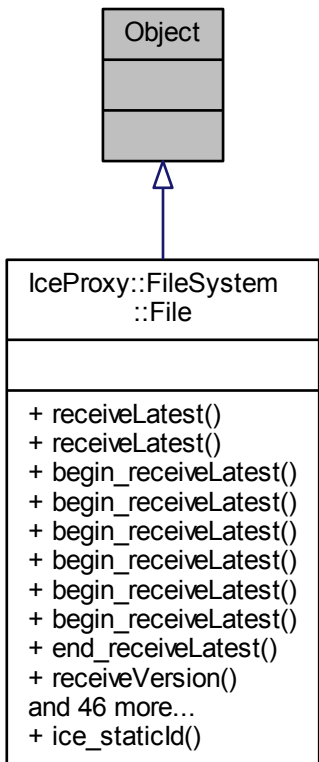 Object
IceProxy::FileSystem
::File
+ receiveLatest()
+ receiveLatest()
+ begin_receiveLatest()
+ begin_receiveLatest()
+ begin_receiveLatest()
+ begin_receiveLatest()
+ begin_receiveLatest()
+ begin_receiveLatest()
+ end_receiveLatest()
+ receiveVersion()
and 46 more...
+ ice_staticId()